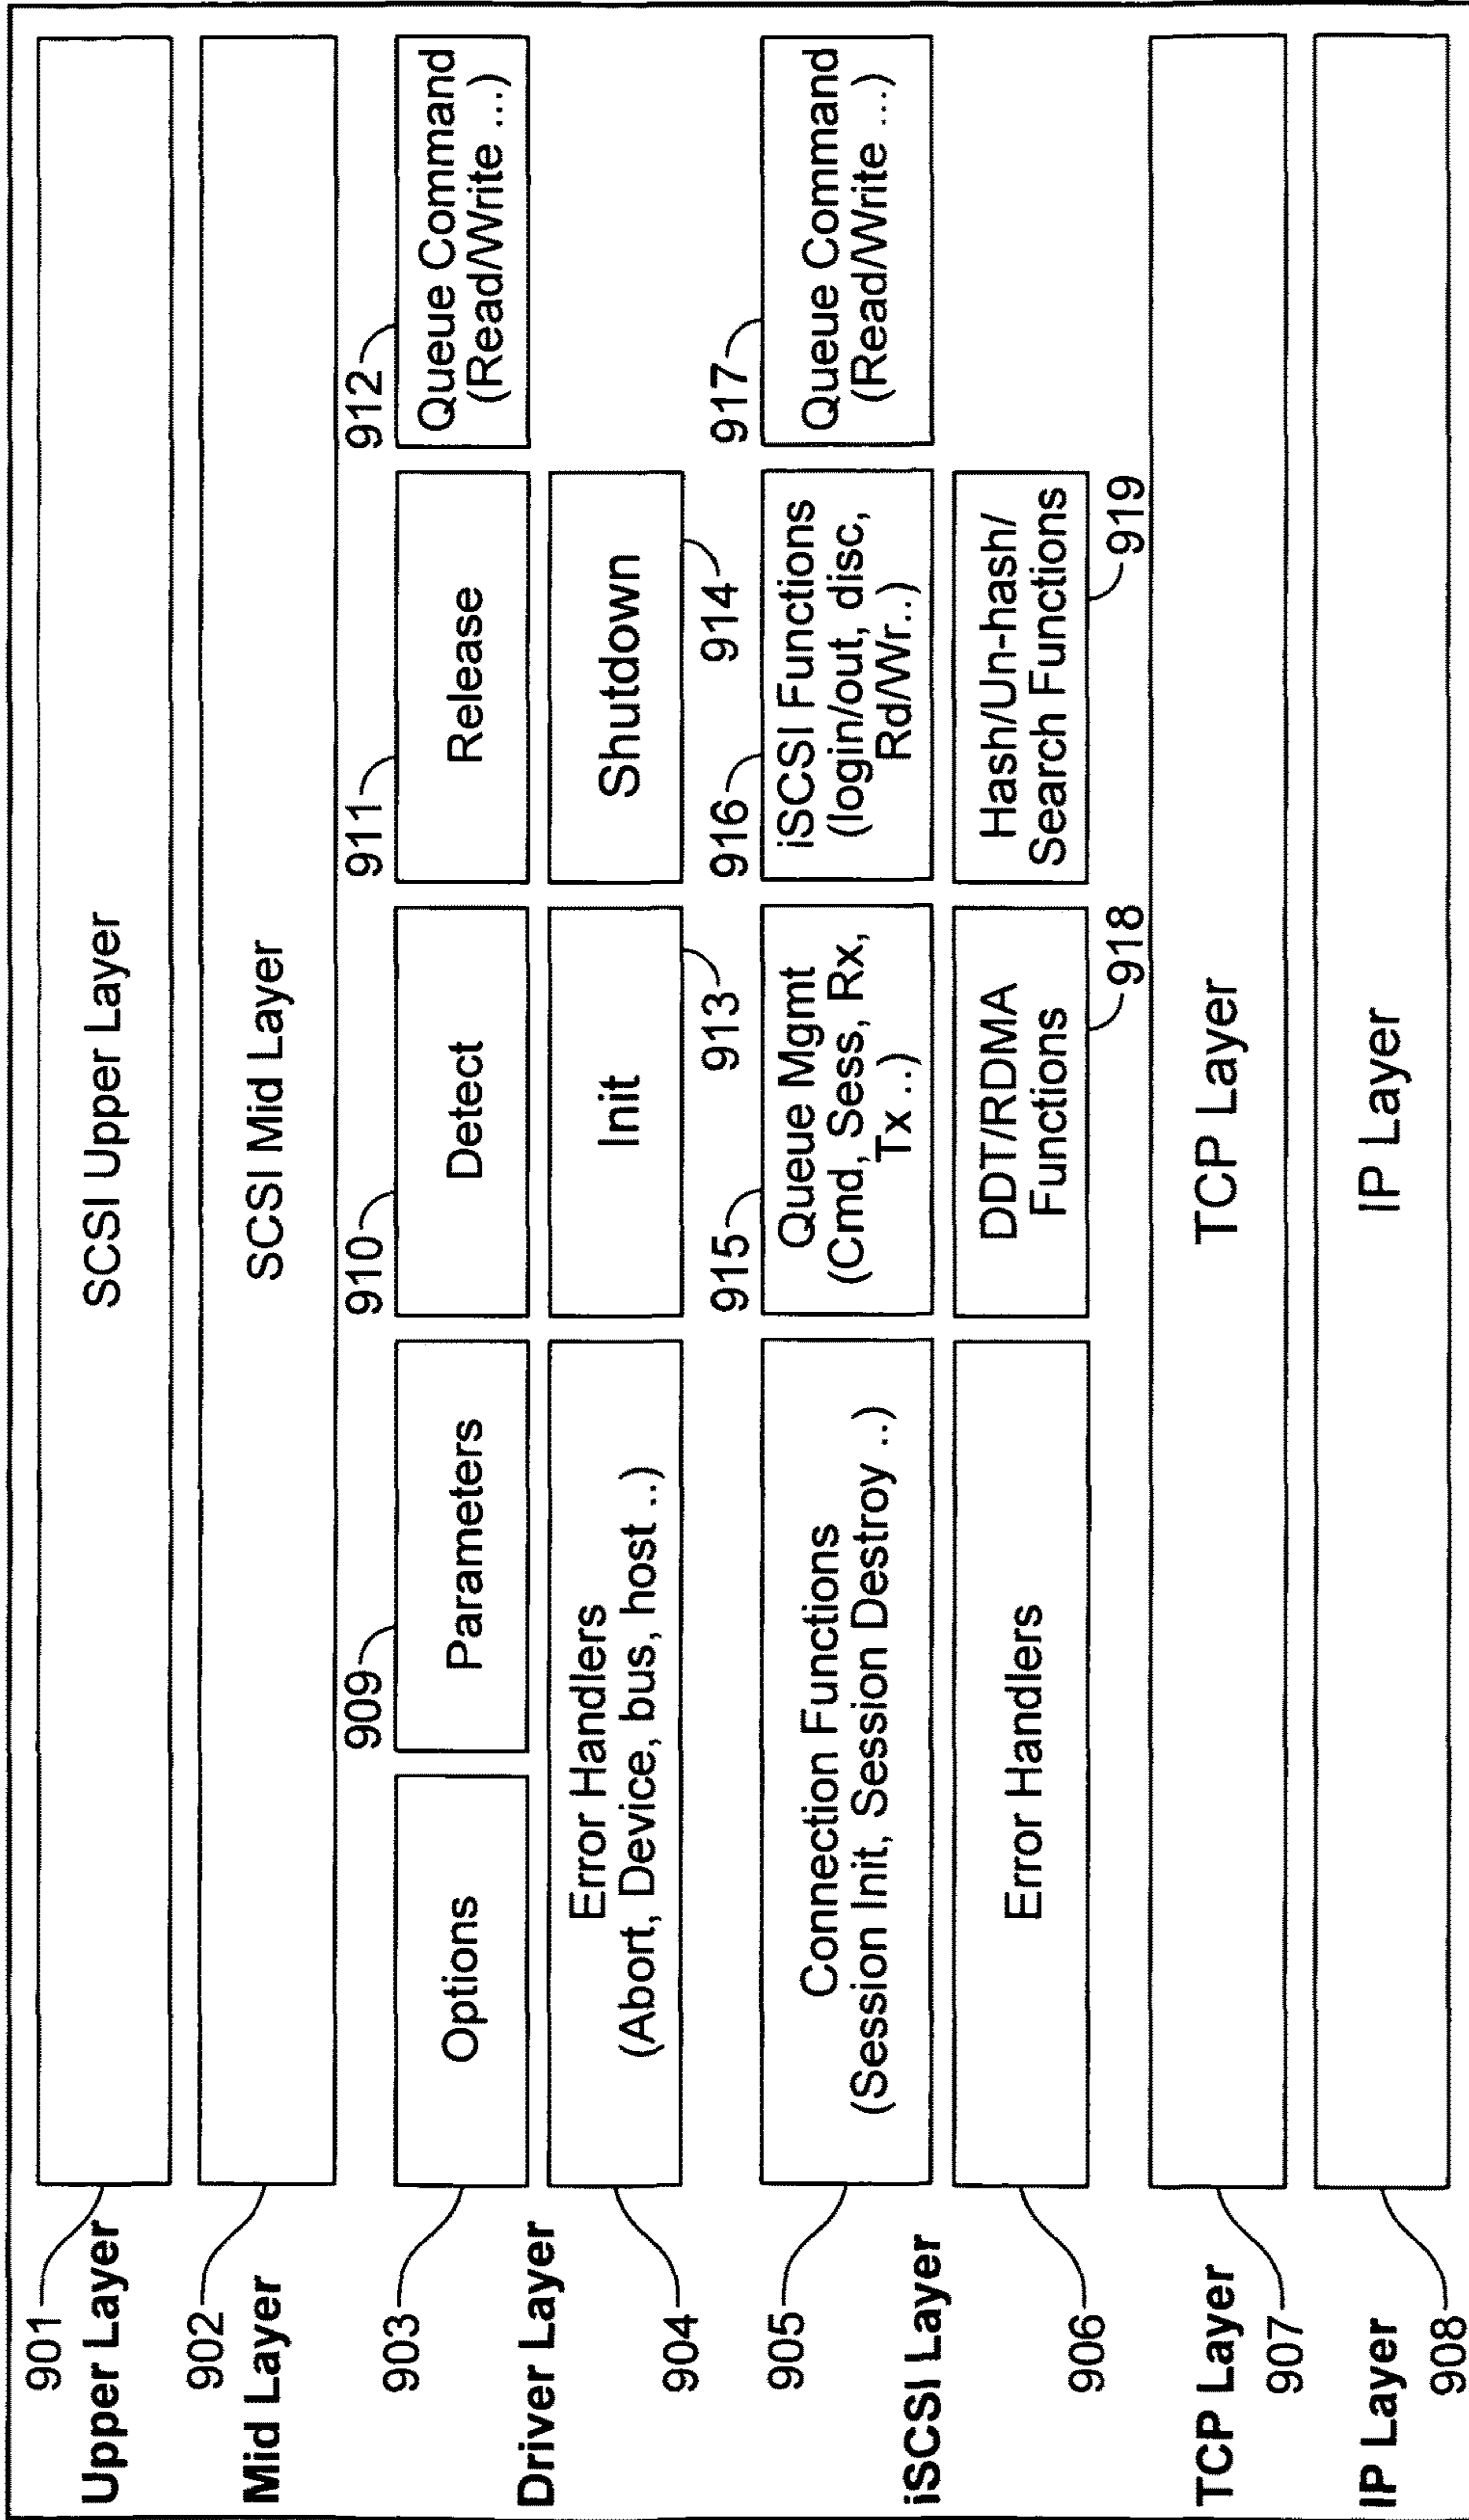 901
Upper Layer
SCSI Upper Layer
902
Mid Layer
SCSI Mid Layer
903
Driver Layer
904
Options
909
Parameters
910
Detect
911
Release
912
Queue Command
(Read/Write ...)
Error Handlers
(Abort, Device, bus, host ..)
Init
913
Shutdown
914
905
iSCSI Layer
906
Connection Functions
(Session Init, Session Destroy ..)
915
Queue Mgmt
(Cmd, Sess, Rx,
Tx ..)
916
iSCSI Functions
(login/out, disc,
Rd/Wr..)
917
Queue Command
(Read/Write ...)
Error Handlers
DDT/RDMA
Functions
918
Hash/Un-hash/
Search Functions
919
TCP Layer
907
TCP Layer
IP Layer
908
IP Layer